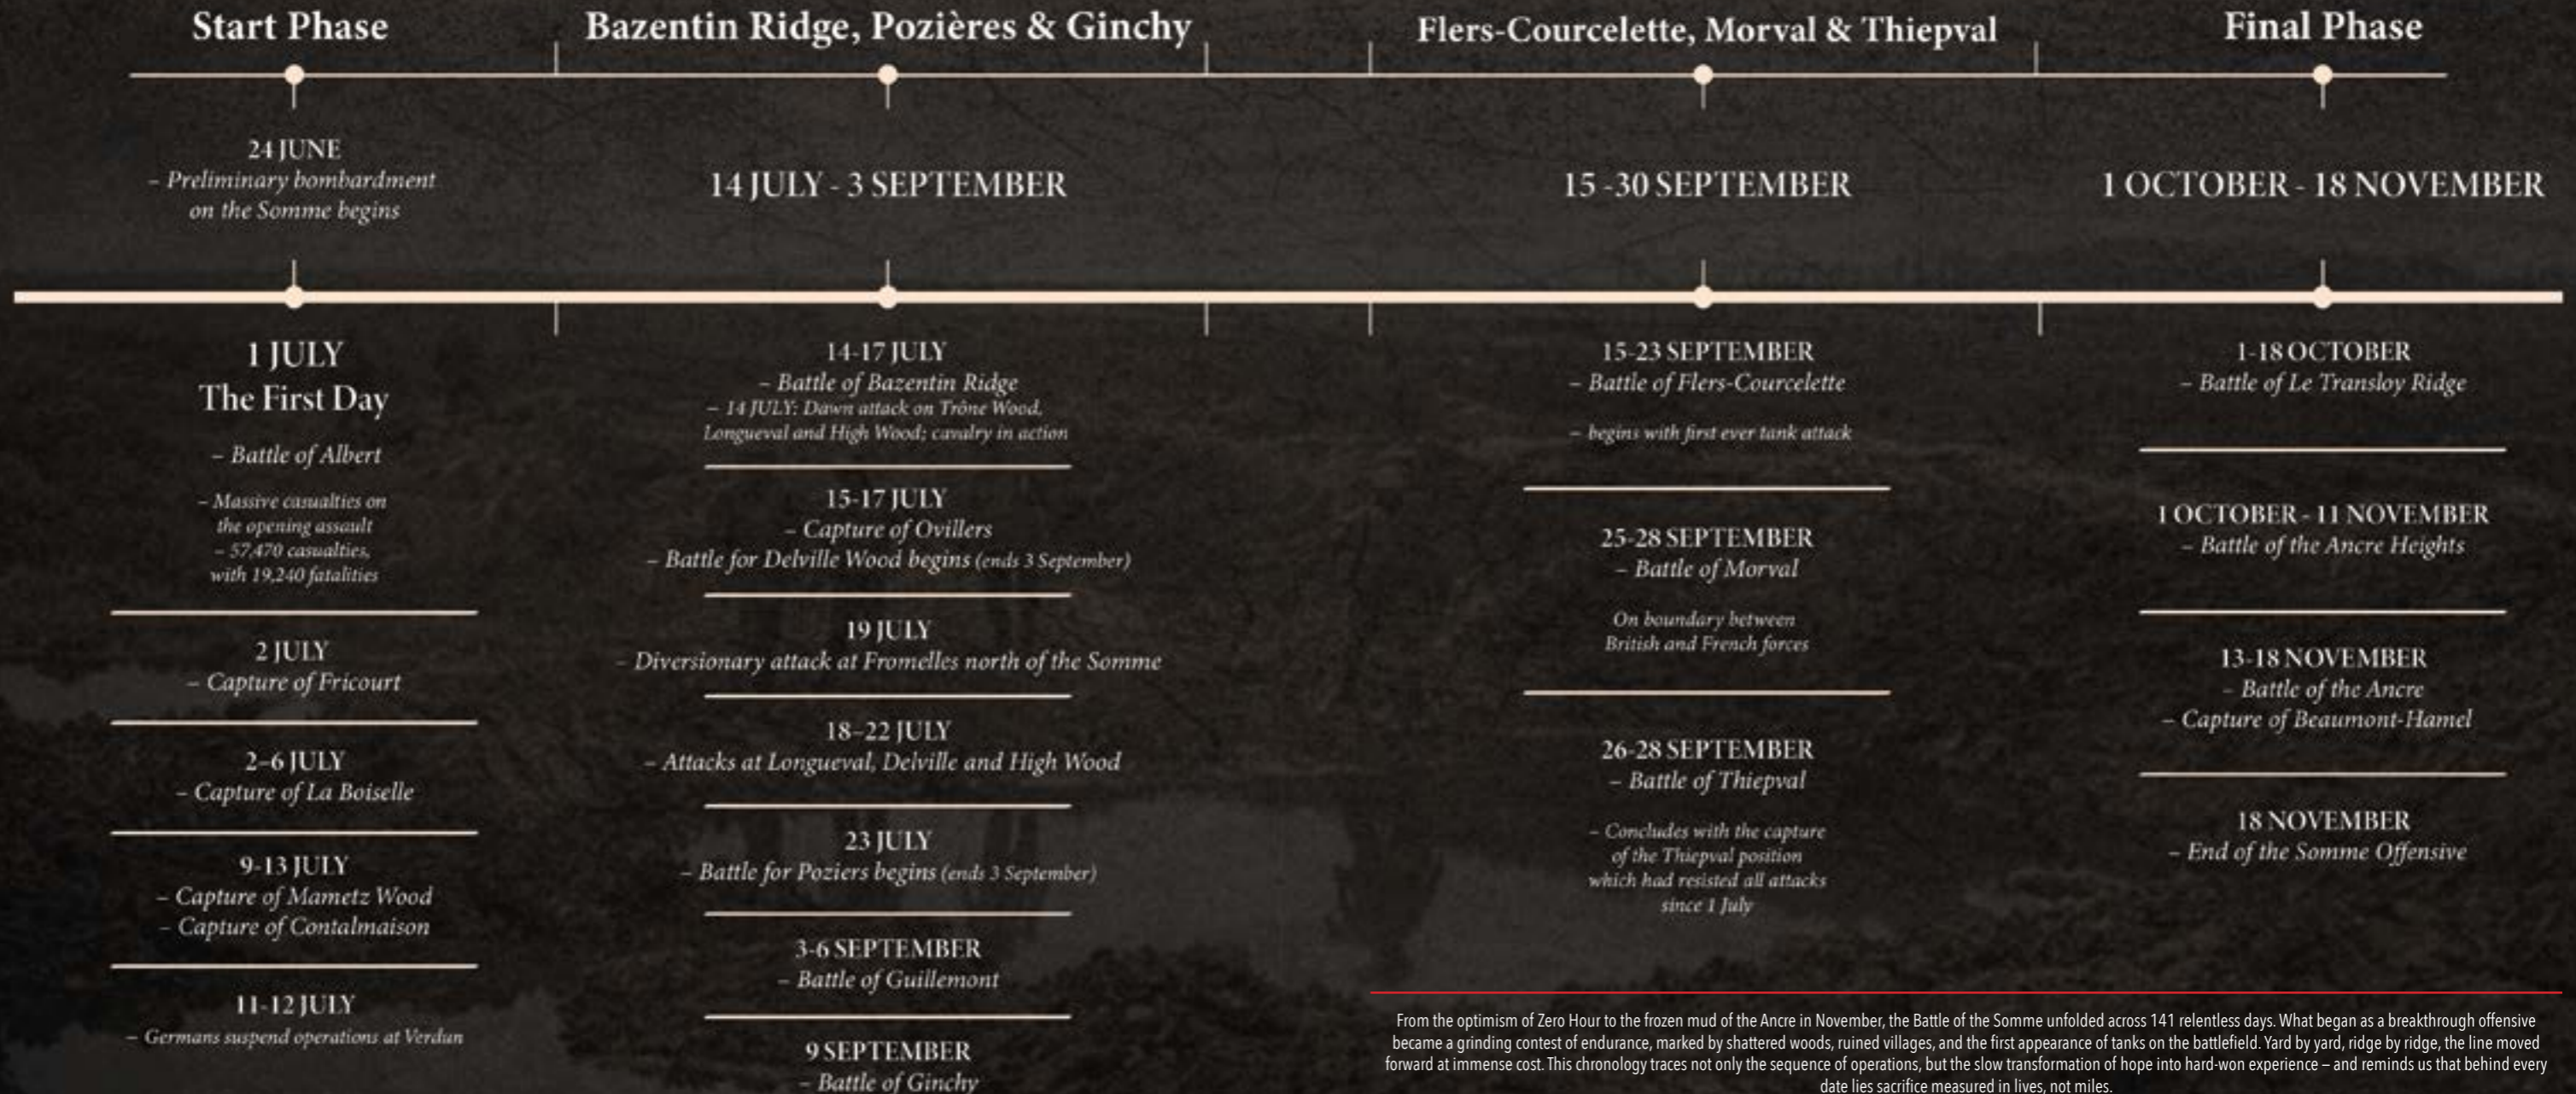 Start Phase
24 JUNE
– Preliminary bombardment
on the Somme begins
1 JULY
The First Day
– Battle of Albert
– Massive casualties on
the opening assault
– 57,470 casualties,
with 19,240 fatalities
2 JULY
– Capture of Fricourt
2–6 JULY
– Capture of La Boiselle
9-13 JULY
– Capture of Mametz Wood
– Capture of Contalmaison
11-12 JULY
– Germans suspend operations at Verdun
Bazentin Ridge, Pozières & Ginchy
14 JULY - 3 SEPTEMBER
14-17 JULY
– Battle of Bazentin Ridge
– 14 JULY: Dawn attack on Trône Wood,
Longueval and High Wood; cavalry in action
15-17 JULY
– Capture of Ovillers
– Battle for Delville Wood begins (ends 3 September)
19 JULY
– Diversionary attack at Fromelles north of the Somme
18–22 JULY
– Attacks at Longueval, Delville and High Wood
23 JULY
– Battle for Poziers begins (ends 3 September)
3-6 SEPTEMBER
– Battle of Guillemont
9 SEPTEMBER
– Battle of Ginchy
Flers-Courcelette, Morval & Thiepval
15 -30 SEPTEMBER
15-23 SEPTEMBER
– Battle of Flers-Courcelette
– begins with first ever tank attack
25-28 SEPTEMBER
– Battle of Morval
On boundary between
British and French forces
26-28 SEPTEMBER
– Battle of Thiepval
– Concludes with the capture
of the Thiepval position
which had resisted all attacks
since 1 July
Final Phase
1 OCTOBER - 18 NOVEMBER
1-18 OCTOBER
– Battle of Le Transloy Ridge
1 OCTOBER - 11 NOVEMBER
– Battle of the Ancre Heights
13-18 NOVEMBER
– Battle of the Ancre
– Capture of Beaumont-Hamel
18 NOVEMBER
– End of the Somme Offensive
From the optimism of Zero Hour to the frozen mud of the Ancre in November, the Battle of the Somme unfolded across 141 relentless days. What began as a breakthrough offensive
became a grinding contest of endurance, marked by shattered woods, ruined villages, and the first appearance of tanks on the battlefield. Yard by yard, ridge by ridge, the line moved
forward at immense cost. This chronology traces not only the sequence of operations, but the slow transformation of hope into hard-won experience – and reminds us that behind every
date lies sacrifice measured in lives, not miles.